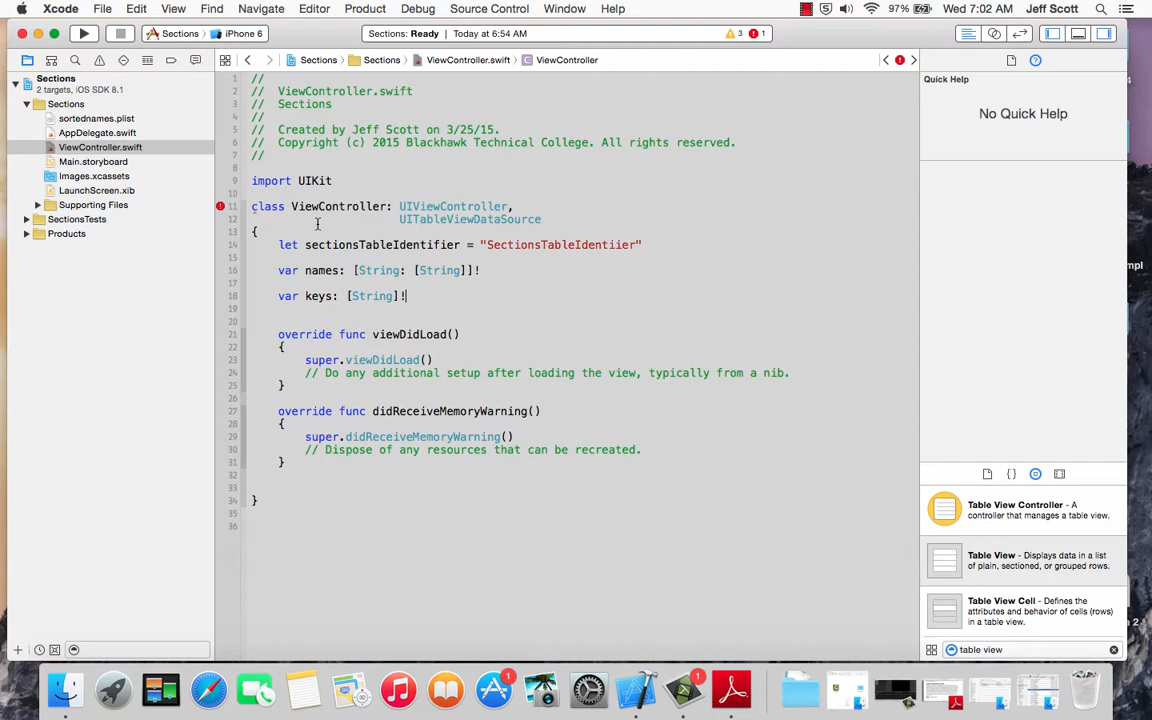 Xcode File Edit View Find Navigate Editor Product Debug Source Control Window Help 5 97% Wed 7:02 AM Jeff Scott
Sections iPhone 6 Sections: Ready Today at 6:54 AM 3 1
Sections Sections ViewController.swift ViewController
Sections
2 targets, iOS SDK 8.1
Sections
sortednames.plist
AppDelegate.swift
ViewController.swift
Main.storyboard
Images.xcassets
LaunchScreen.xib
Supporting Files
SectionsTests
Products
1 //
2 // ViewController.swift
3 // Sections
4 //
5 // Created by Jeff Scott on 3/25/15.
6 // Copyright (c) 2015 Blackhawk Technical College. All rights reserved.
7 //
8
9 import UIKit
10
11 class ViewController: UIViewController,
12 UITableViewDataSource
13 {
14 let sectionsTableIdentifier = "SectionsTableIdentiier"
15
16 var names: [String: [String]]!
17
18 var keys: [String]!
19
20
21 override func viewDidLoad()
22 {
23 super.viewDidLoad()
24 // Do any additional setup after loading the view, typically from a nib.
25 }
26
27 override func didReceiveMemoryWarning()
28 {
29 super.didReceiveMemoryWarning()
30 // Dispose of any resources that can be recreated.
31 }
32
33
34 }
35
36
Quick Help
No Quick Help
Table View Controller - A
controller that manages a table view.
Table View - Displays data in a list
of plain, sectioned, or grouped rows.
Table View Cell - Defines the
attributes and behavior of cells (rows)
in a table view.
table view
mpl
1
1